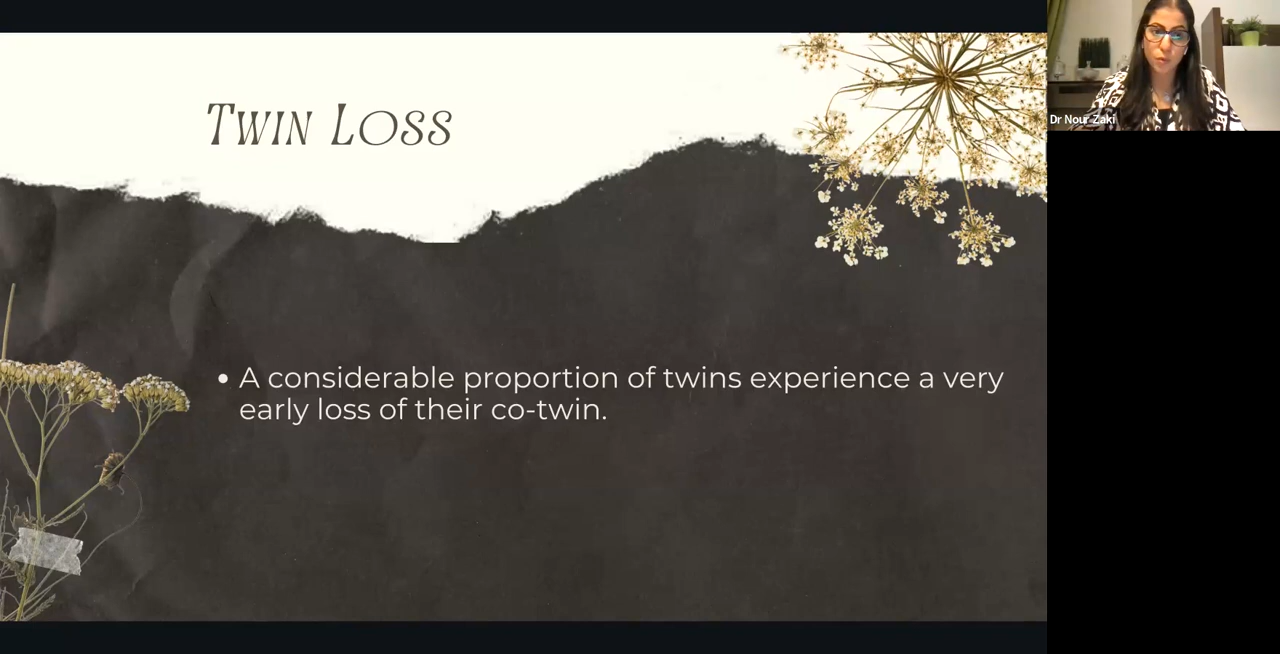 Twin Loss
• A considerable proportion of twins experience a very
early loss of their co-twin.
Dr Nour Zaki